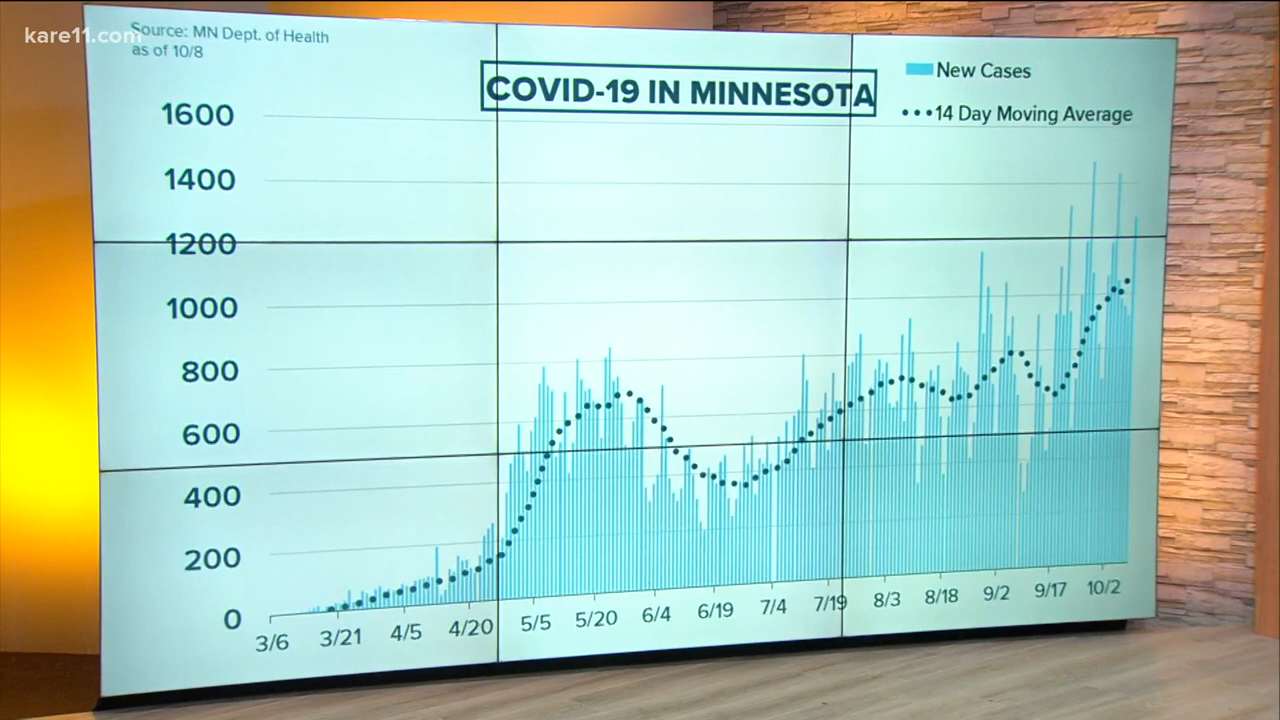 kare11.com
Source: MN Dept. of Health
as of 10/8
COVID-19 IN MINNESOTA
New Cases
14 Day Moving Average
1600
1400
1200
1000
800
600
400
200
0
3/6 3/21 4/5 4/20 5/5 5/20 6/4 6/19 7/4 7/19 8/3 8/18 9/2 9/17 10/2